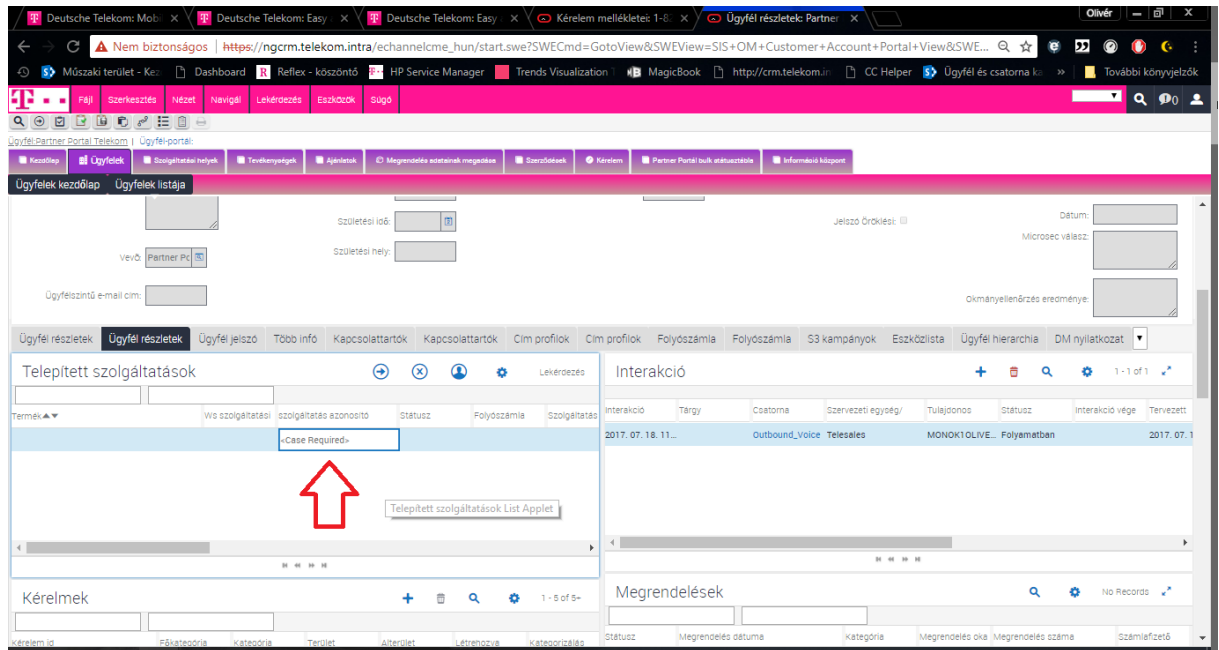 Deutsche Telekom: Mobi
Deutsche Telekom: Easy
Deutsche Telekom: Easy
Kérelem mellékletei: 1-8
Ügyfél részletek: Partner
Olivér
Nem biztonságos | https://ngcrm.telekom.intra/echannelcme_hun/start.swe?SWECmd=GotoView&SWEView=SIS+OM+Customer+Account+Portal+View&SWE...
Műszaki terület - Kez
Dashboard
Reflex - köszöntő
HP Service Manager
Trends Visualization
MagicBook
http://crm.telekom.in
CC Helper
Ügyfél és csatorna ka
»
További könyvjelzők
Fájl Szerkesztés Nézet Navigál Lekérdezés Eszközök Súgó
0
Ügyfél:Partner Portal Telekom | Ügyfél-portál:
Kezdőlap Ügyfelek Szolgáltatási helyek Tevékenységek Ajánlatok Megrendelés adatainak megadása Szerződések Kérelem Partner Portál bulk státusztábla Információ központ
Ügyfelek kezdőlap Ügyfelek listája
Születési idő:
Jelszó Öröklési:
Dátum:
Microsec válasz:
Vevő: Partner Pc
Születési hely:
Ügyfélszintű e-mail cím:
Okmányellenőrzés eredménye:
Ügyfél részletek Ügyfél részletek Ügyfél jelszó Több infó Kapcsolattartók Kapcsolattartók Cím profilok Cím profilok Folyószámla Folyószámla S3 kampányok Eszközlista Ügyfél hierarchia DM nyilatkozat
Telepített szolgáltatások
Lekérdezés
Termék Ws szolgáltatási szolgáltatás azonosító Státusz Folyószámla Szolgáltatás
<Case Required>
Telepített szolgáltatások List Applet
Interakció
1 - 1 of 1
Interakció Tárgy Csatorna Szervezeti egység/ Tulajdonos Státusz Interakció vége Tervezett
2017. 07. 18. 11... Outbound_Voice Telesales MONOK1OLIVE... Folyamatban 2017. 07. 1
Kérelmek
1 - 5 of 5+
Kérelem id Főkategória Kategória Terület Alterület Létrehozva Kategorizálás
Megrendelések
No Records
Státusz Megrendelés dátuma Kategória Megrendelés oka Megrendelés száma Számlafizető